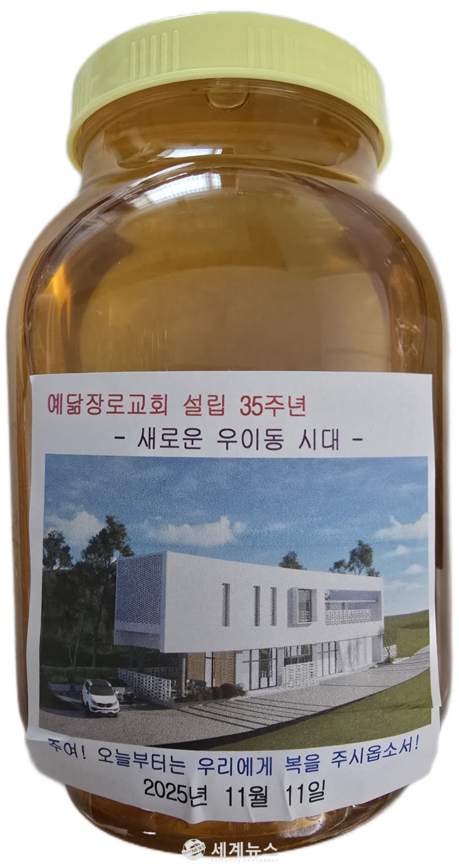 예닮장로교회 설립 35주년
- 새로운 우이동 시대 -
주여! 오늘부터는 우리에게 복을 주시옵소서!
2025년 11월 11일
세계뉴스